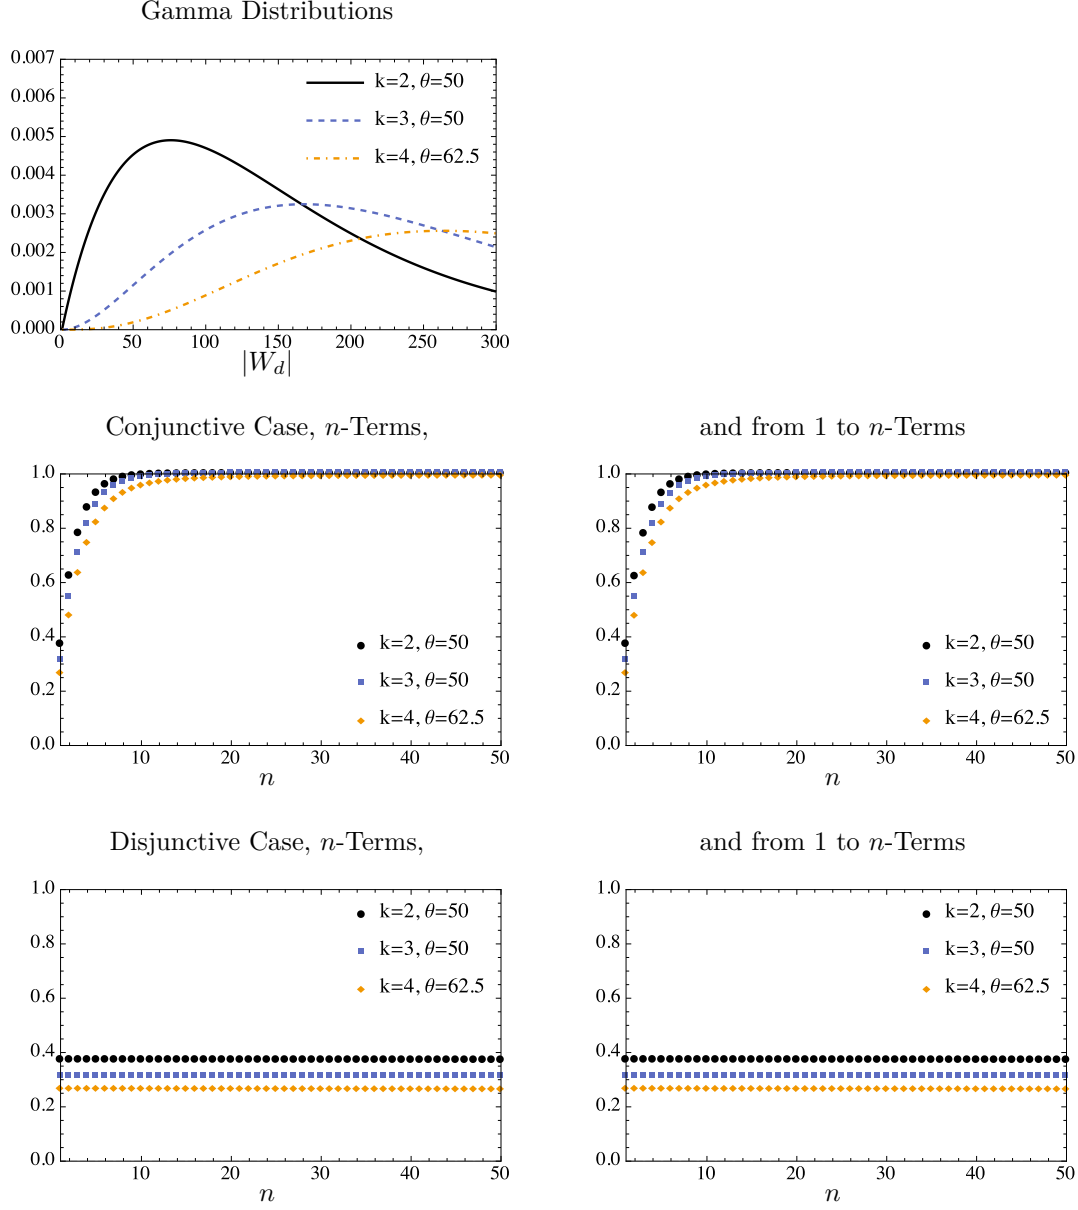 Gamma Distributions
0.007
0.006
0.005
0.004
0.003
0.002
0.001
0.000
0 50 100 150 200 250 300
|W_d|
k=2, θ=50
k=3, θ=50
k=4, θ=62.5
Conjunctive Case, n-Terms,
1.0
0.8
0.6
0.4
0.2
0.0
10 20 30 40 50
n
k=2, θ=50
k=3, θ=50
k=4, θ=62.5
and from 1 to n-Terms
1.0
0.8
0.6
0.4
0.2
0.0
10 20 30 40 50
n
k=2, θ=50
k=3, θ=50
k=4, θ=62.5
Disjunctive Case, n-Terms,
1.0
0.8
0.6
0.4
0.2
0.0
10 20 30 40 50
n
k=2, θ=50
k=3, θ=50
k=4, θ=62.5
and from 1 to n-Terms
1.0
0.8
0.6
0.4
0.2
0.0
10 20 30 40 50
n
k=2, θ=50
k=3, θ=50
k=4, θ=62.5